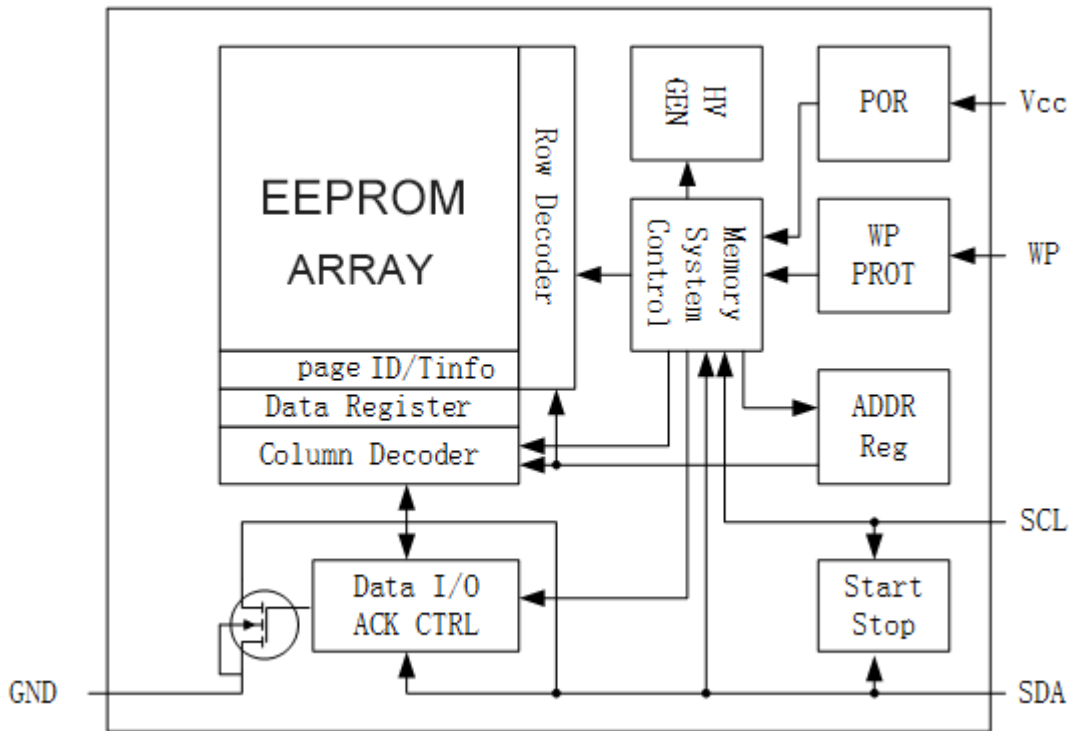 HV
GEN
POR
Vcc
EEPROM
ARRAY
Row Decoder
Memory
System
Control
WP
PROT
WP
page ID/Tinfo
Data Register
Column Decoder
ADDR
Reg
SCL
Data I/O
ACK CTRL
Start
Stop
GND
SDA